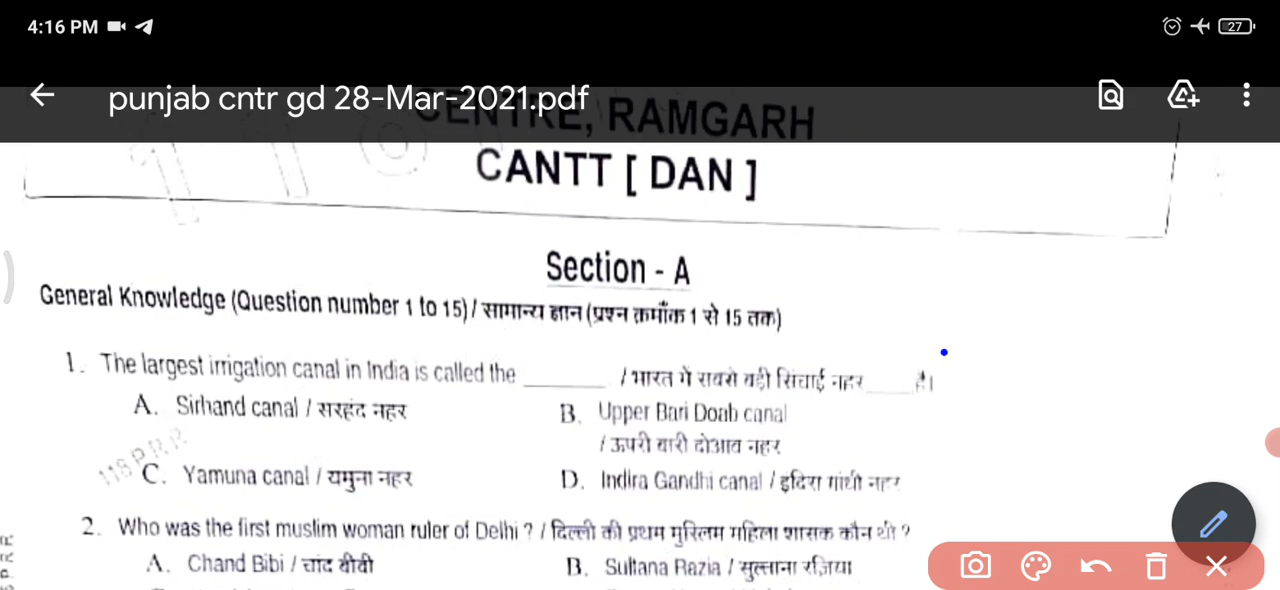 4:16 PM
27
punjab cntr gd 28-Mar-2021.pdf
CENTRE, RAMGARH
CANTT [ DAN ]
Section - A
General Knowledge (Question number 1 to 15) / सामान्य ज्ञान (प्रश्न क्रमाँक 1 से 15 तक)
1. The largest irrigation canal in India is called the ________ / भारत में सबसे बड़ी सिंचाई नहर ____ है।
A. Sirhand canal / सरहंद नहर
B. Upper Bari Doab canal
/ ऊपरी बारी दोआब नहर
118 P.R.R
C. Yamuna canal / यमुना नहर
D. Indira Gandhi canal / इंदिरा गांधी नहर
2. Who was the first muslim woman ruler of Delhi ? / दिल्ली की प्रथम मुस्लिम महिला शासक कौन थी ?
A. Chand Bibi / चांद बीबी
B. Sultana Razia / सुल्ताना रज़िया